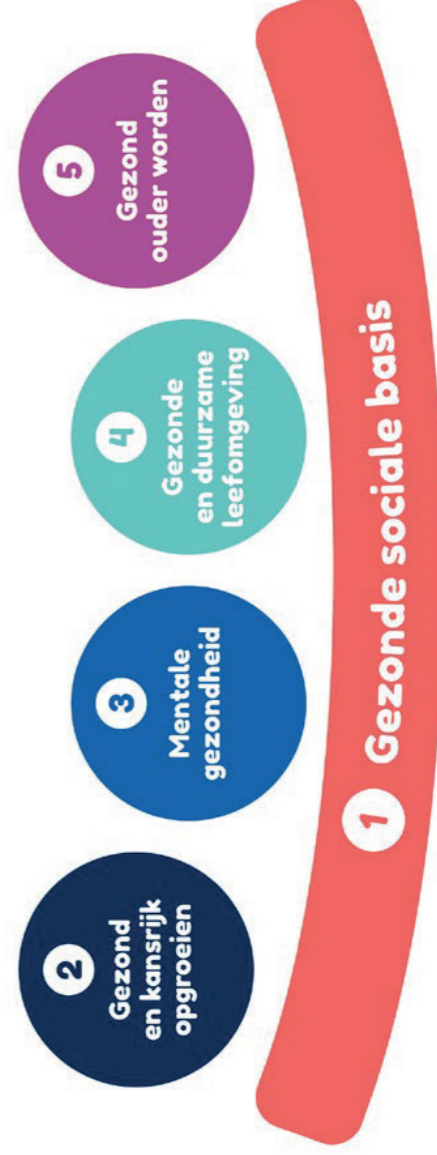 2
Gezond
en kansrijk
opgroeien
3
Mentale
gezondheid
4
Gezonde
en duurzame
leefomgeving
5
Gezond
ouder worden
1 Gezonde sociale basis